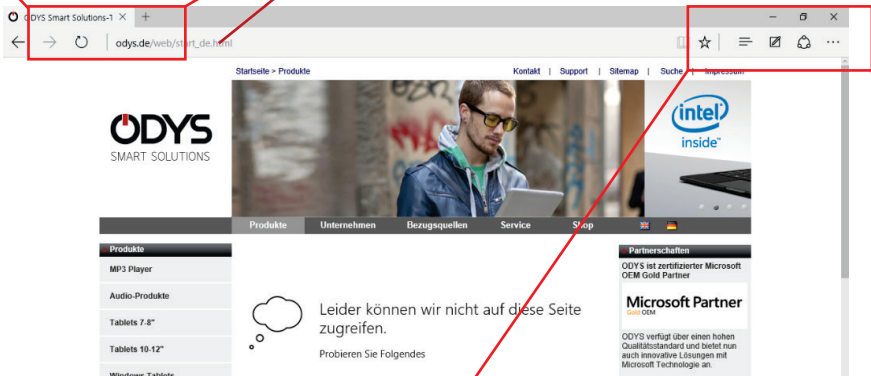 ODYS Smart Solutions-T
odys.de/web/start_de.html
Startseite > Produkte
Kontakt | Support | Sitemap | Suche | Impressum
ODYS
SMART SOLUTIONS
intel
inside™
Produkte Unternehmen Bezugsquellen Service Shop
Produkte
MP3 Player
Audio-Produkte
Tablets 7-8"
Tablets 10-12"
Windows Tablets
Leider können wir nicht auf diese Seite
zugreifen.
Probieren Sie Folgendes
Partnerschaften
ODYS ist zertifizierter Microsoft
OEM Gold Partner
Microsoft Partner
Gold OEM
ODYS verfügt über einen hohen
Qualitätsstandard und bietet nun
auch innovative Lösungen mit
Microsoft Technologie an.